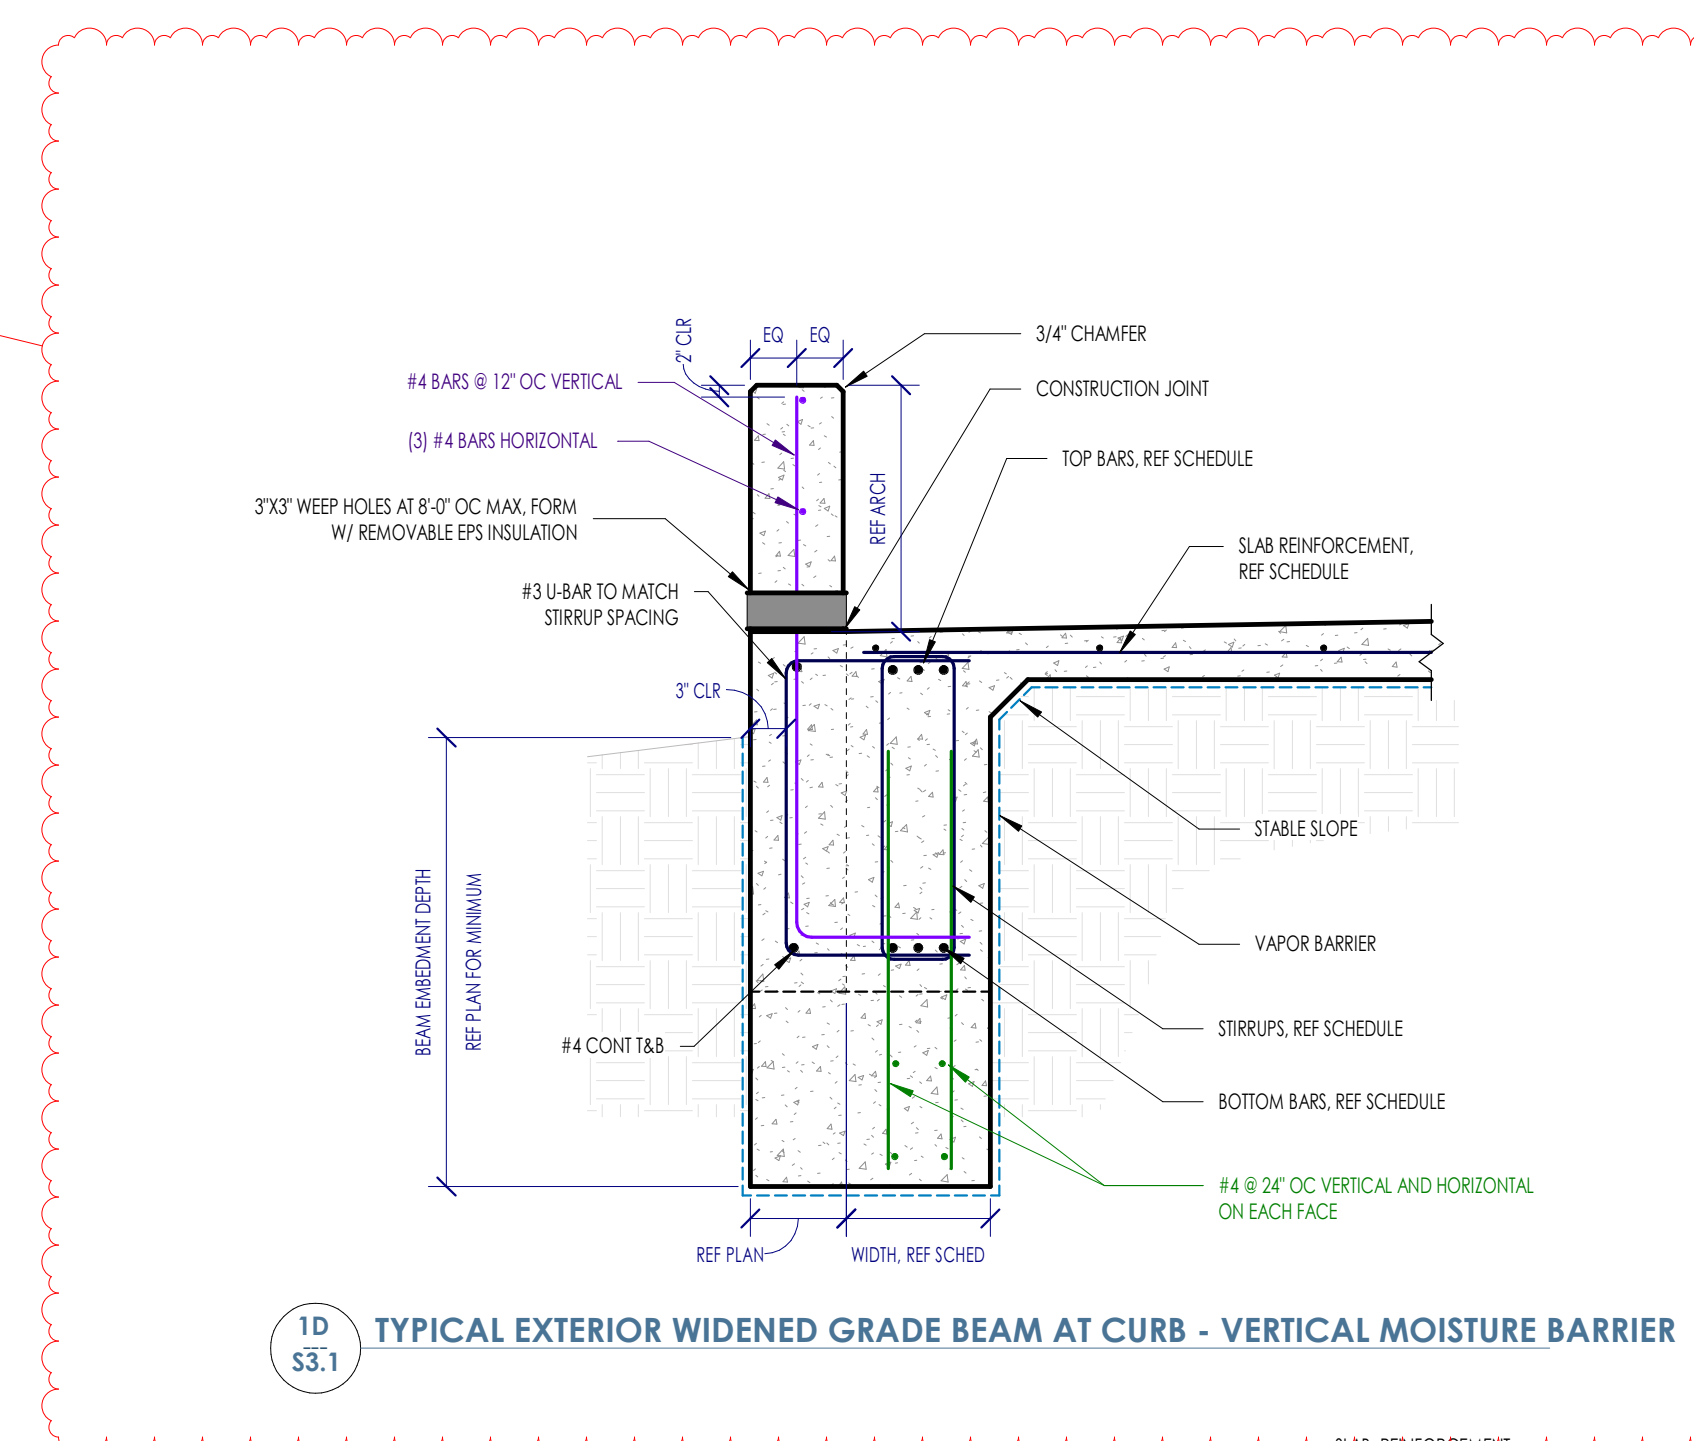 2" CLR
EQ
EQ
3/4" CHAMFER
#4 BARS @ 12" OC VERTICAL
CONSTRUCTION JOINT
(3) #4 BARS HORIZONTAL
TOP BARS, REF SCHEDULE
REF ARCH
3"X3" WEEP HOLES AT 8'-0" OC MAX, FORM
W/ REMOVABLE EPS INSULATION
SLAB REINFORCEMENT,
REF SCHEDULE
#3 U-BAR TO MATCH
STIRRUP SPACING
3" CLR
STABLE SLOPE
BEAM EMBEDMENT DEPTH
REF PLAN FOR MINIMUM
VAPOR BARRIER
STIRRUPS, REF SCHEDULE
#4 CONT T&B
BOTTOM BARS, REF SCHEDULE
#4 @ 24" OC VERTICAL AND HORIZONTAL
ON EACH FACE
REF PLAN
WIDTH, REF SCHED
1D
---
S3.1
TYPICAL EXTERIOR WIDENED GRADE BEAM AT CURB - VERTICAL MOISTURE BARRIER